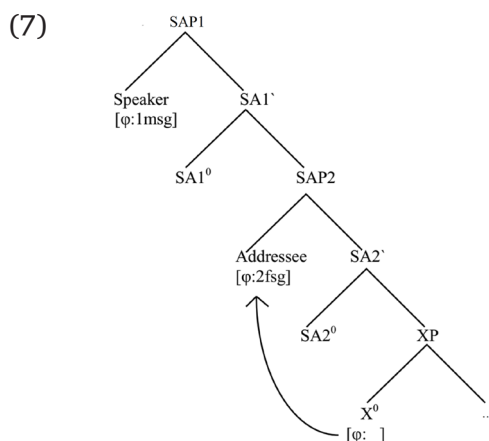 (7)
SAP1
Speaker SA1`
[φ:1msg]
SA1⁰ SAP2
Addressee SA2`
[φ:2fsg]
SA2⁰ XP
X⁰ ..
[φ: _]